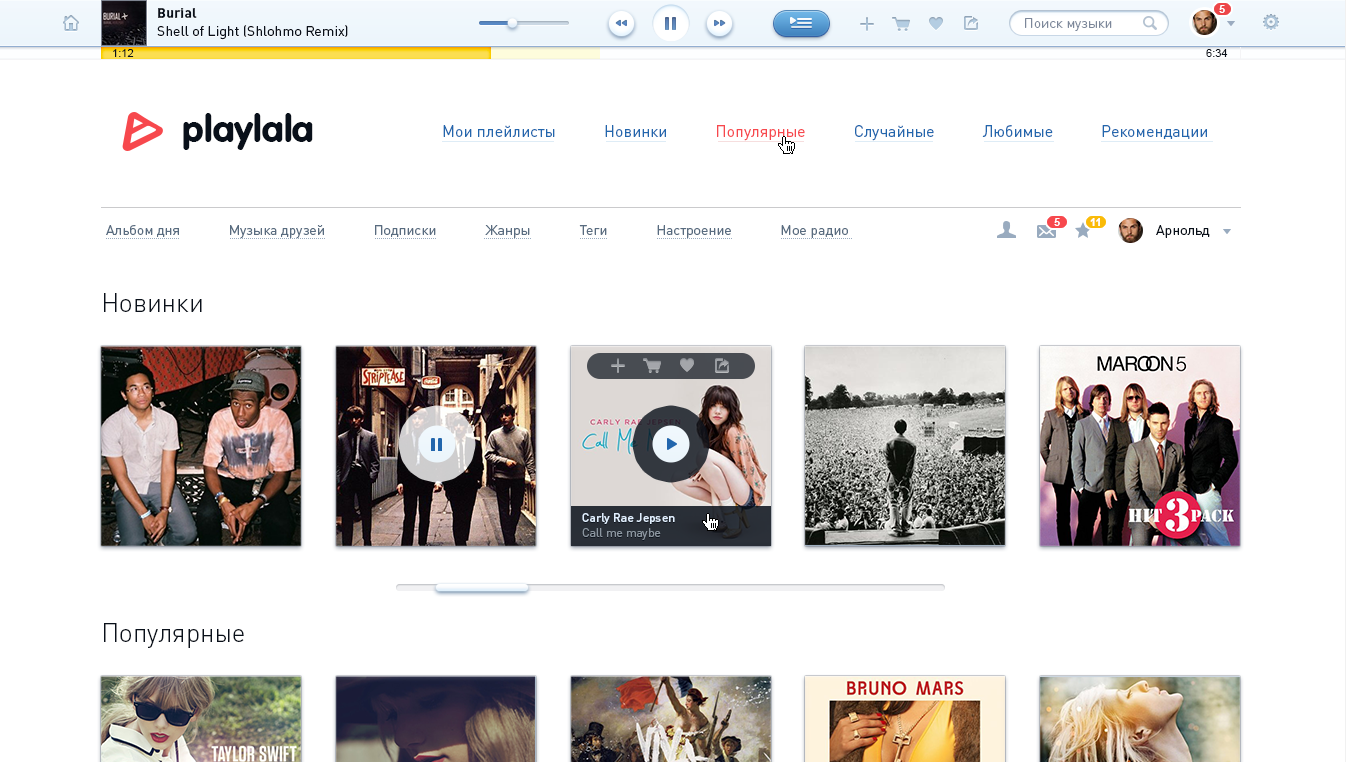 Burial
Shell of Light (Shlohmo Remix)
Поиск музыки
5
1:12
6:34
playlala
Мои плейлисты
Новинки
Популярные
Случайные
Любимые
Рекомендации
Альбом дня
Музыка друзей
Подписки
Жанры
Теги
Настроение
Мое радио
5
11
Арнольд
Новинки
STRIPTEASE
CARLY RAE JEPSEN
Call
Carly Rae Jepsen
Call me maybe
MAROON 5
HIT 3 PACK
Популярные
TAYLOR SWIFT
VIVA
BRUNO MARS